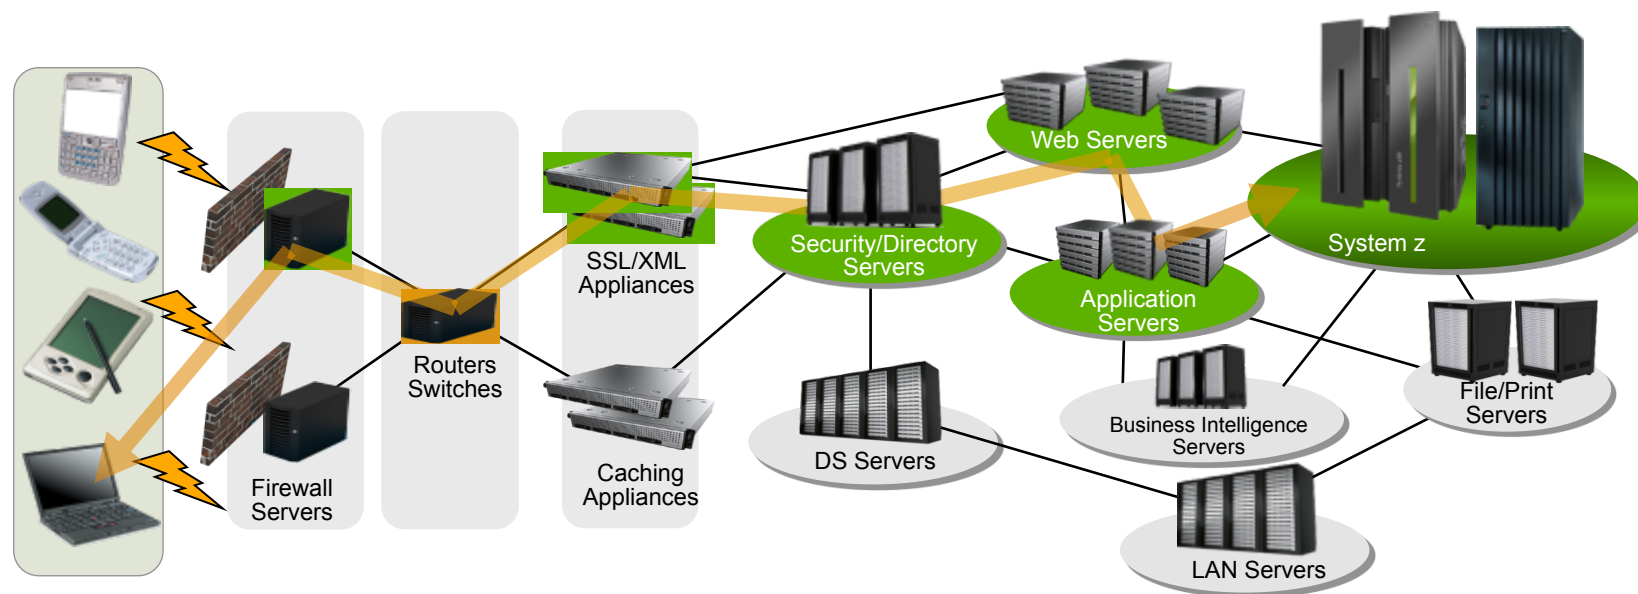 Web Servers
System z
Security/Directory
Servers
SSL/XML
Appliances
Application
Servers
Routers
Switches
File/Print
Servers
Business Intelligence
Servers
DS Servers
Caching
Appliances
Firewall
Servers
LAN Servers